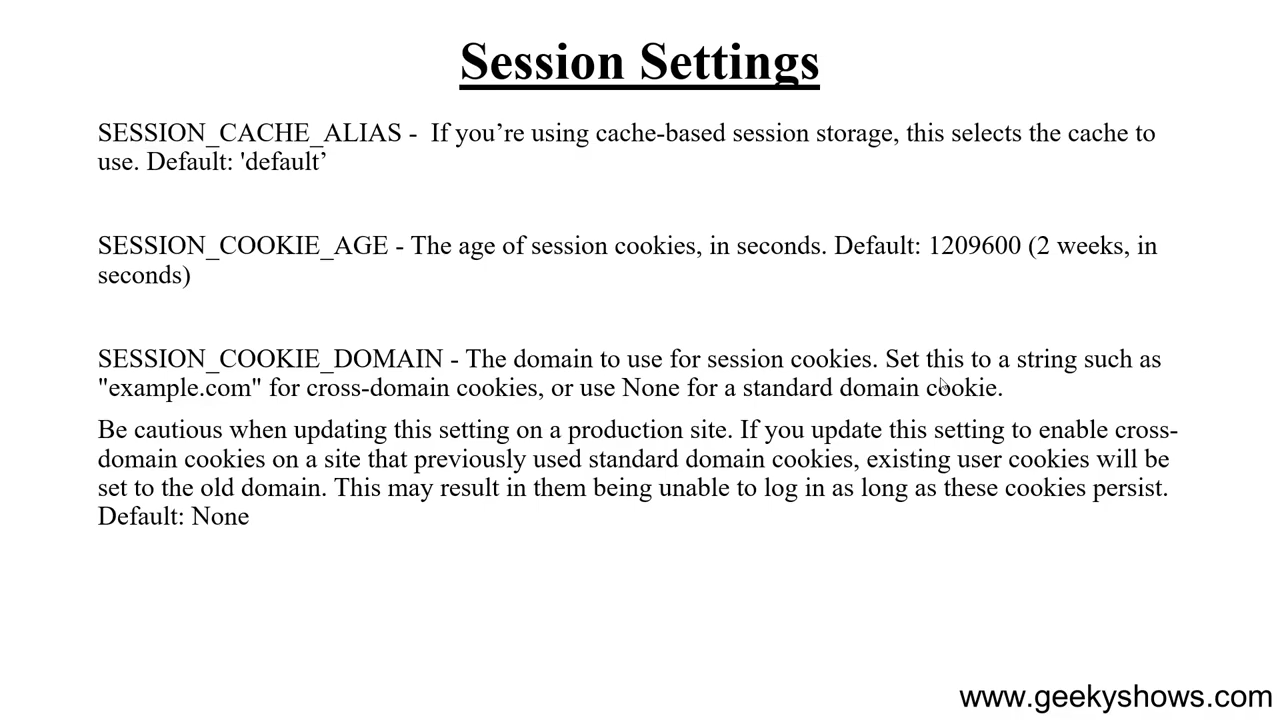 Session Settings
SESSION_CACHE_ALIAS -  If you’re using cache-based session storage, this selects the cache to
use. Default: 'default’
SESSION_COOKIE_AGE - The age of session cookies, in seconds. Default: 1209600 (2 weeks, in
seconds)
SESSION_COOKIE_DOMAIN - The domain to use for session cookies. Set this to a string such as
"example.com" for cross-domain cookies, or use None for a standard domain cookie.
Be cautious when updating this setting on a production site. If you update this setting to enable cross-
domain cookies on a site that previously used standard domain cookies, existing user cookies will be
set to the old domain. This may result in them being unable to log in as long as these cookies persist.
Default: None
www.geekyshows.com